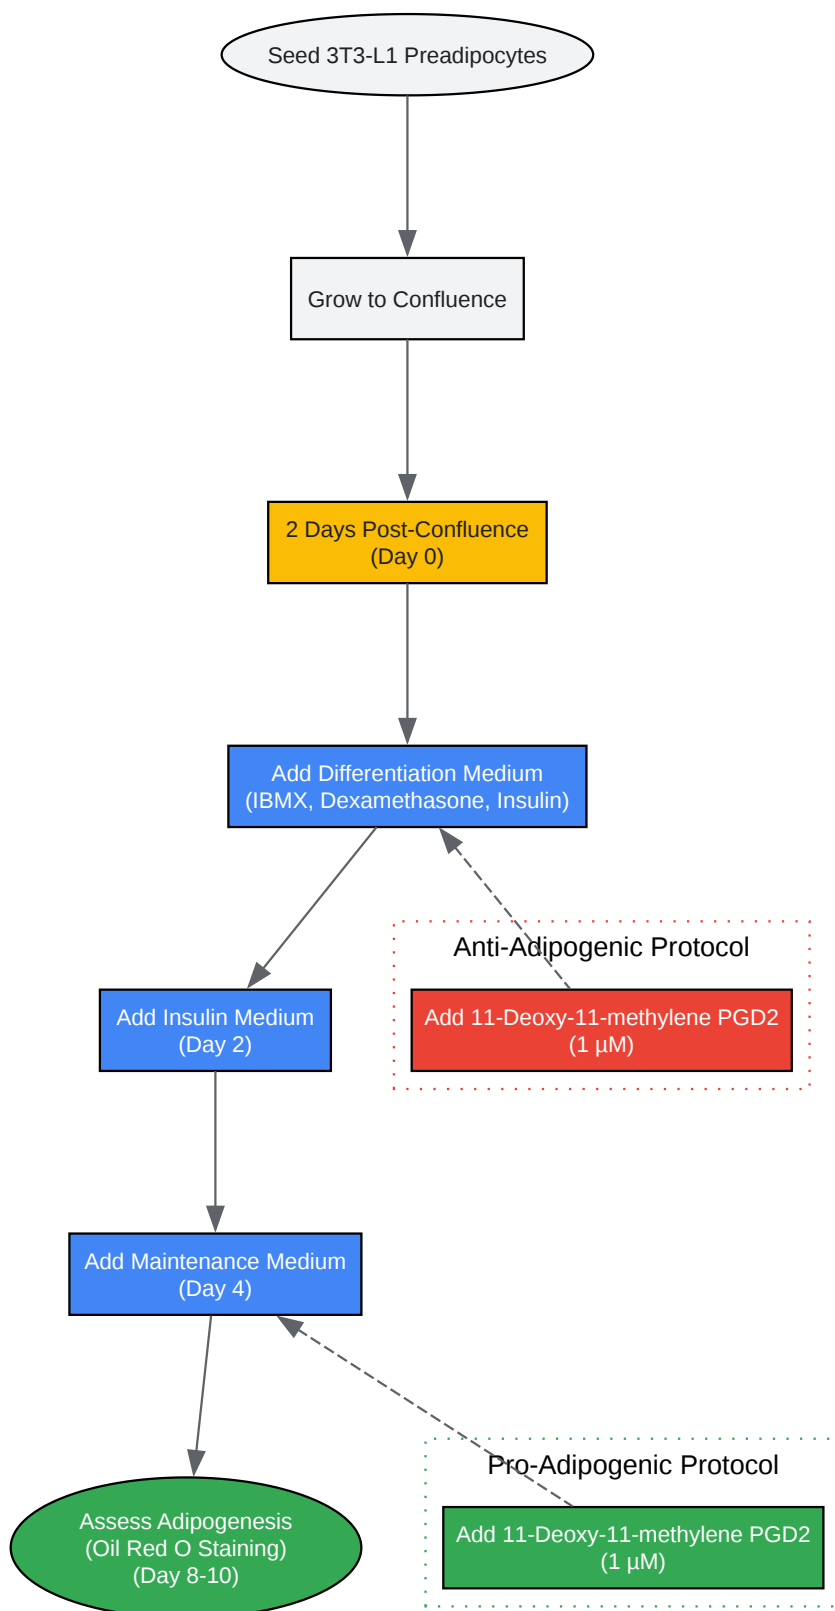 Seed 3T3-L1 Preadipocytes
Grow to Confluence
2 Days Post-Confluence
(Day 0)
Add Differentiation Medium
(IBMX, Dexamethasone, Insulin)
Anti-Adipogenic Protocol
Add 11-Deoxy-11-methylene PGD2
(1 µM)
Add Insulin Medium
(Day 2)
Add Maintenance Medium
(Day 4)
Pro-Adipogenic Protocol
Add 11-Deoxy-11-methylene PGD2
(1 µM)
Assess Adipogenesis
(Oil Red O Staining)
(Day 8-10)